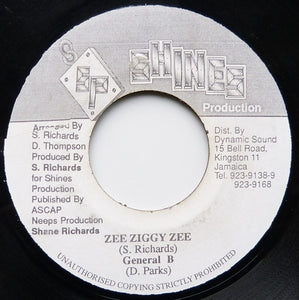 S
SP
SHINES
Production
Arranged By
S. Richards
D. Thompson
Produced By
S. Richards
for Shines
Production
Published By
ASCAP
Neeps Production
Shane Richards
Dist. By
Dynamic Sound
15 Bell Road,
Kingston 11
Jamaica
Tel. 923-9138-9
923-9168
ZEE ZIGGY ZEE
(S. Richards)
General B
(D. Parks)
UNAUTHORISED COPYING STRICTLY PROHIBITED